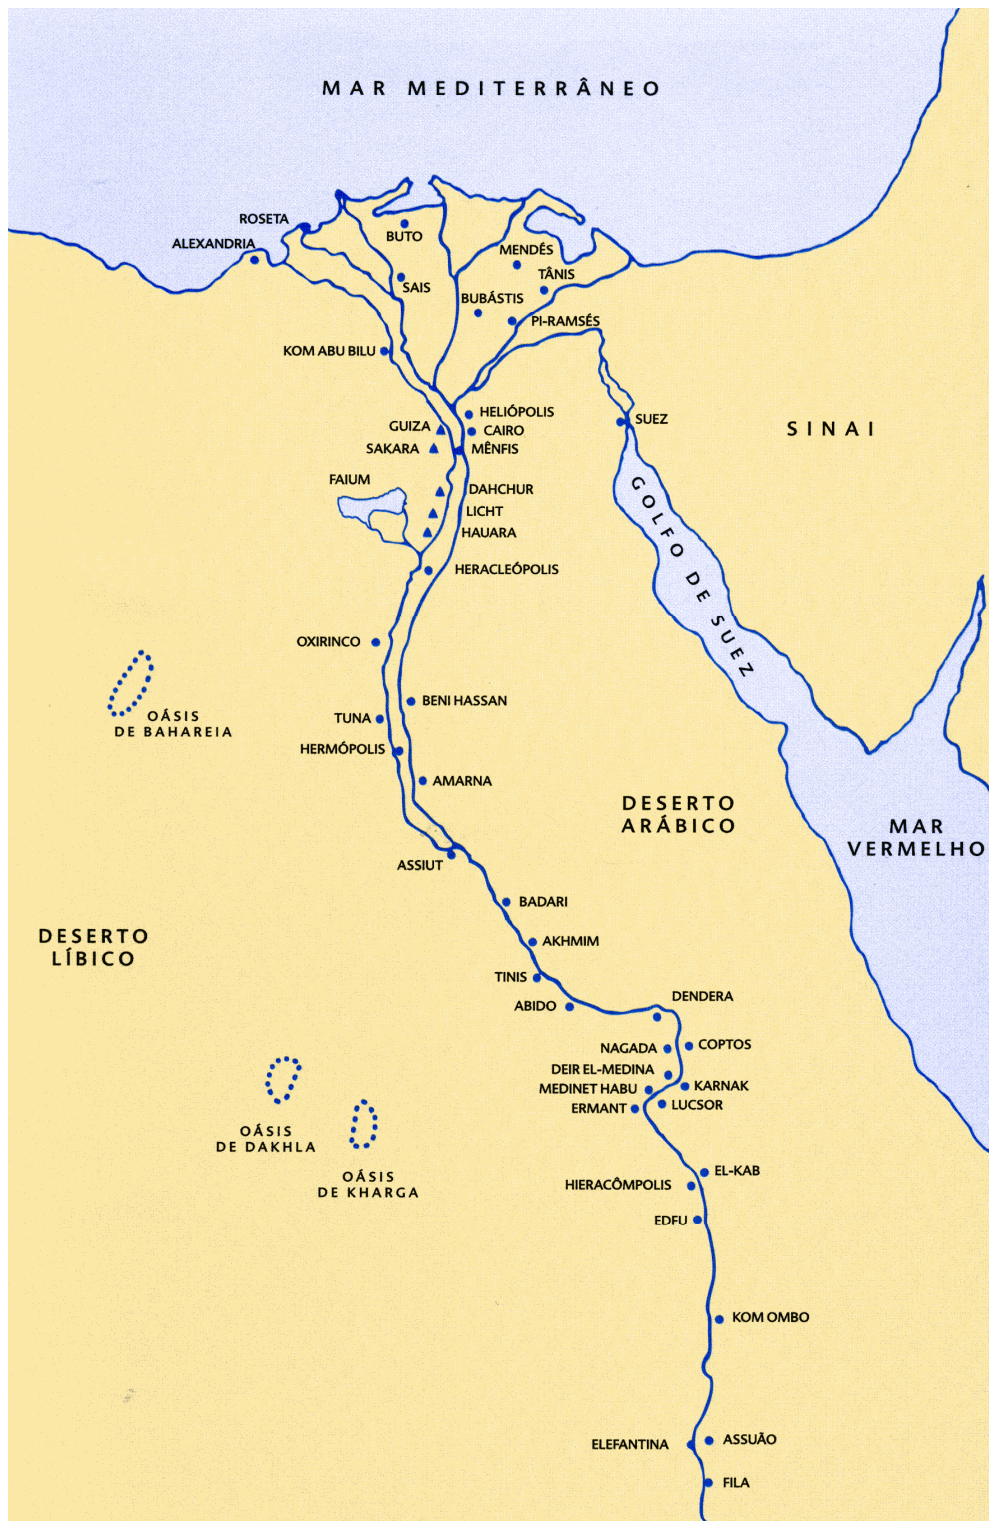 MAR MEDITERRÂNEO
ROSETA
ALEXANDRIA
BUTO
MENDÉS
TÂNIS
SAIS
BUBÁSTIS
PI-RAMSÉS
KOM ABU BILU
HELIÓPOLIS
GUIZA
CAIRO
SUEZ
SINAI
SAKARA
MÊNFIS
FAIUM
DAHCHUR
LICHT
HAUARA
GOLFO DE SUEZ
HERACLEÓPOLIS
OXIRINCO
BENI HASSAN
OÁSIS
DE BAHAREIA
TUNA
HERMÓPOLIS
AMARNA
DESERTO
ARÁBICO
MAR
VERMELHO
ASSIUT
BADARI
DESERTO
LÍBICO
AKHMIM
TINIS
ABIDO
DENDERA
NAGADA
COPTOS
DEIR EL-MEDINA
MEDINET HABU
KARNAK
ERMANT
LUCSOR
OÁSIS
DE DAKHLA
OÁSIS
DE KHARGA
EL-KAB
HIERACÔMPOLIS
EDFU
KOM OMBO
ELEFANTINA
ASSUÃO
FILA